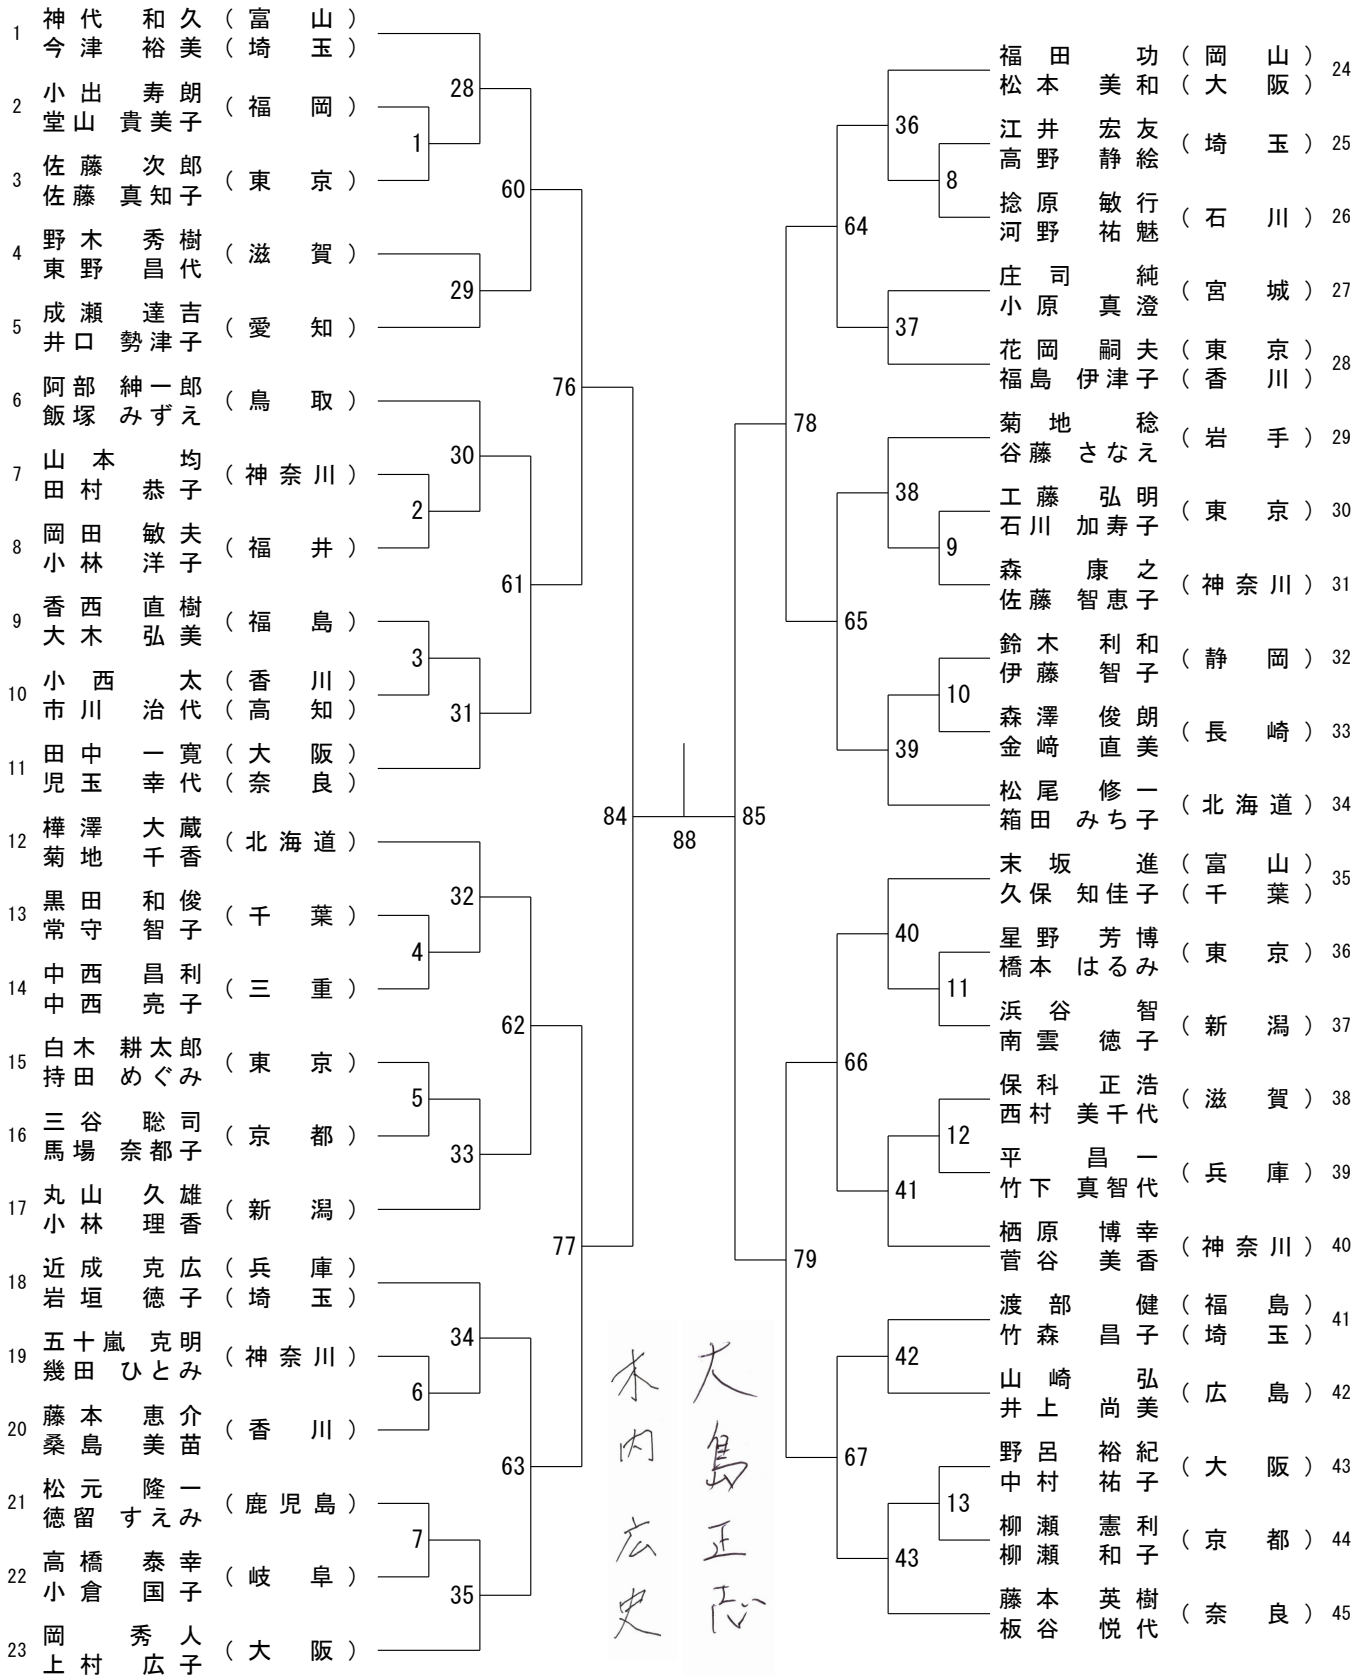 1 神代 和久 (富山)
今津 裕美 (埼玉)
2 小出 寿朗 (福岡)
堂山 貴美子
3 佐藤 次郎 (東京)
佐藤 真知子
4 野木 秀樹 (滋賀)
東野 昌代
5 成瀬 達吉 (愛知)
井口 勢津子
6 阿部 紳一郎 (鳥取)
飯塚 みずえ
7 山本 均 (神奈川)
田村 恭子
8 岡田 敏夫 (福井)
小林 洋子
9 香西 直樹 (福島)
大木 弘美
10 小西 太 (香川)
市川 治代 (高知)
11 田中 一寛 (大阪)
児玉 幸代 (奈良)
12 樺澤 大蔵 (北海道)
菊地 千香
13 黒田 和俊 (千葉)
常守 智子
14 中西 昌利 (三重)
中西 亮子
15 白木 耕太郎 (東京)
持田 めぐみ
16 三谷 聡司 (京都)
馬場 奈都子
17 丸山 久雄 (新潟)
小林 理香
18 近成 克広 (兵庫)
岩垣 徳子 (埼玉)
19 五十嵐 克明 (神奈川)
幾田 ひとみ
20 藤本 恵介 (香川)
桑島 美苗
21 松元 隆一 (鹿児島)
徳留 すえみ
22 高橋 泰幸 (岐阜)
小倉 国子
23 岡 秀人 (大阪)
上村 広子
1
2
3
4
5
6
7
28
29
30
31
32
33
34
35
60
61
62
63
76
77
84
88
85
78
79
64
65
66
67
36
37
38
39
40
41
42
43
8
9
10
11
12
13
福田 功 (岡山) 24
松本 美和 (大阪)
江井 宏友 (埼玉) 25
高野 静絵
捻原 敏行 (石川) 26
河野 祐魅
庄司 純 (宮城) 27
小原 真澄
花岡 嗣夫 (東京) 28
福島 伊津子 (香川)
菊地 稔 (岩手) 29
谷藤 さなえ
工藤 弘明 (東京) 30
石川 加寿子
森 康之 (神奈川) 31
佐藤 智恵子
鈴木 利和 (静岡) 32
伊藤 智子
森澤 俊朗 (長崎) 33
金﨑 直美
松尾 修一 (北海道) 34
箱田 みち子
末坂 進 (富山) 35
久保 知佳子 (千葉)
星野 芳博 (東京) 36
橋本 はるみ
浜谷 智 (新潟) 37
南雲 徳子
保科 正浩 (滋賀) 38
西村 美千代
平 昌一 (兵庫) 39
竹下 真智代
栖原 博幸 (神奈川) 40
菅谷 美香
渡部 健 (福島) 41
竹森 昌子 (埼玉)
山崎 弘 (広島) 42
井上 尚美
野呂 裕紀 (大阪) 43
中村 祐子
柳瀬 憲利 (京都) 44
柳瀬 和子
藤本 英樹 (奈良) 45
板谷 悦代
大島正
木内広史